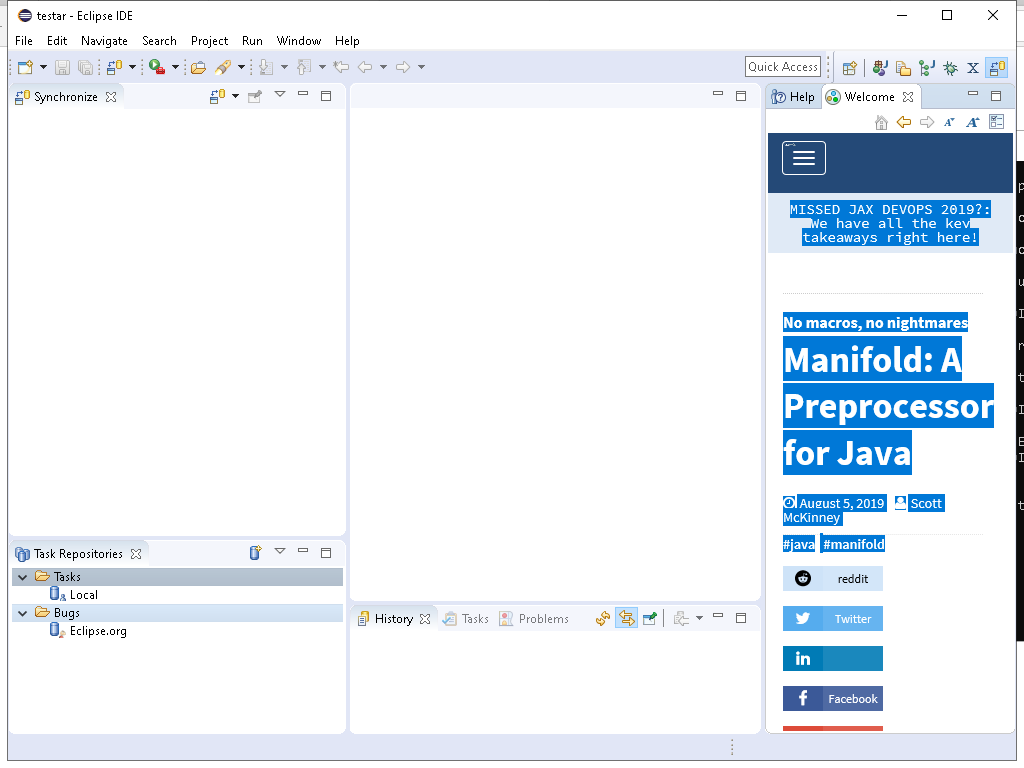 testar - Eclipse IDE
File Edit Navigate Search Project Run Window Help
Quick Access
Synchronize
Help Welcome
MISSED JAX DEVOPS 2019?:
We have all the key
takeaways right here!
No macros, no nightmares
Manifold: A
Preprocessor
for Java
August 5, 2019 Scott
McKinney
#java #manifold
reddit
Twitter
in
Facebook
Task Repositories
Tasks
Local
Bugs
Eclipse.org
History Tasks Problems